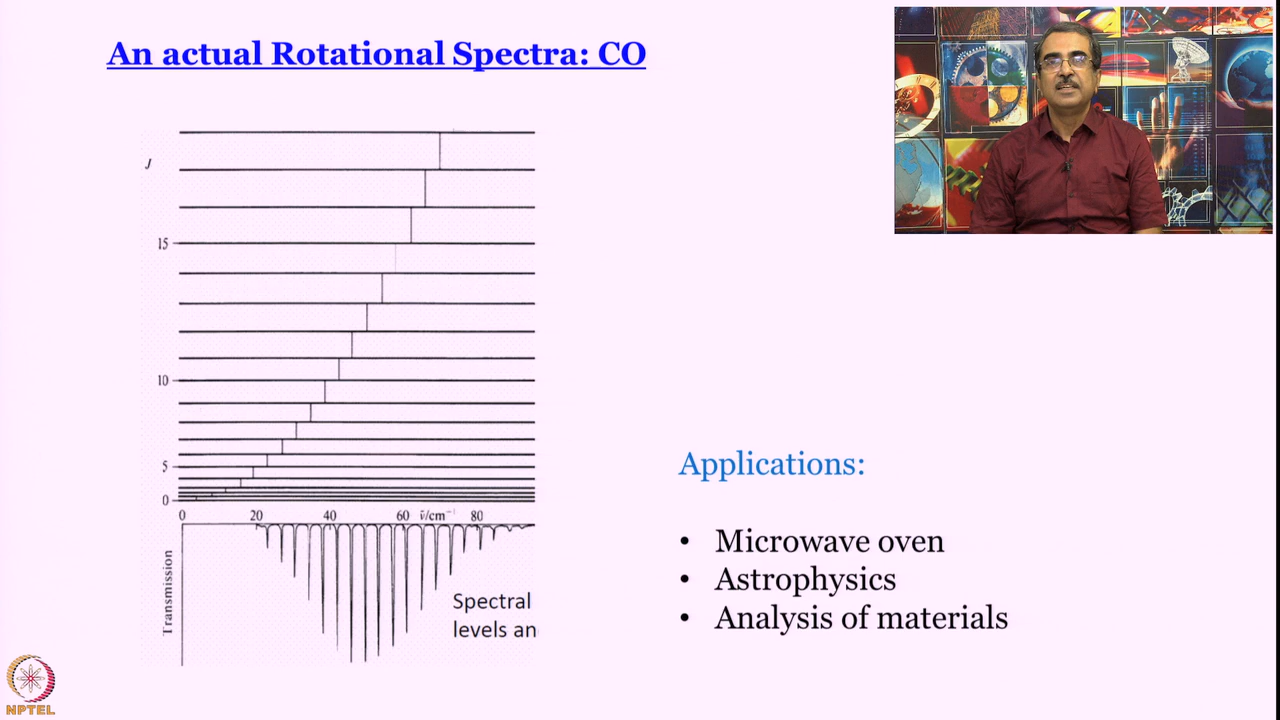 An actual Rotational Spectra: CO
J
15
10
5
0
0 20 40 60 ν̃/cm⁻¹ 80
Transmission
Spectral
levels an
Applications:
• Microwave oven
• Astrophysics
• Analysis of materials
NPTEL